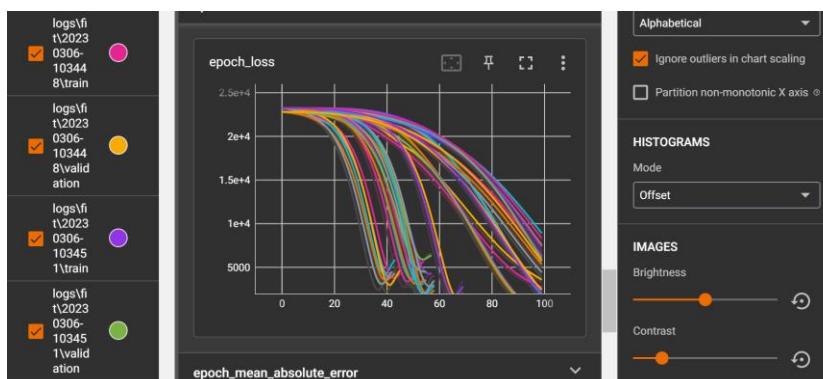 logs\fi
t\2023
0306-
10344
8\train
logs\fi
t\2023
0306-
10344
8\valid
ation
logs\fi
t\2023
0306-
10345
1\train
logs\fi
t\2023
0306-
10345
1\valid
ation
epoch_loss
2.5e+4
2e+4
1.5e+4
1e+4
5000
0 20 40 60 80 100
epoch_mean_absolute_error
Alphabetical
Ignore outliers in chart scaling
Partition non-monotonic X axis
HISTOGRAMS
Mode
Offset
IMAGES
Brightness
Contrast